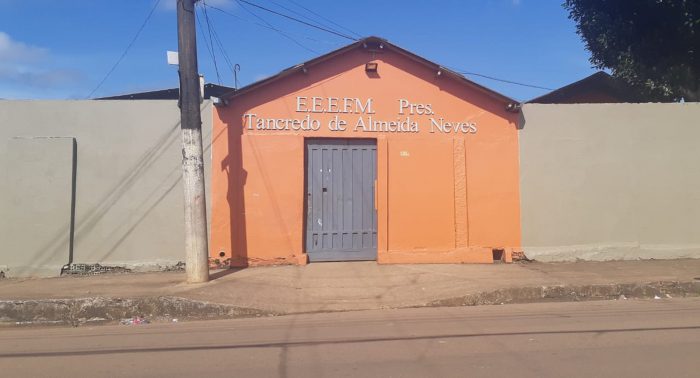 E.E.E.F.M. Pres.
Tancredo de Almeida Neves